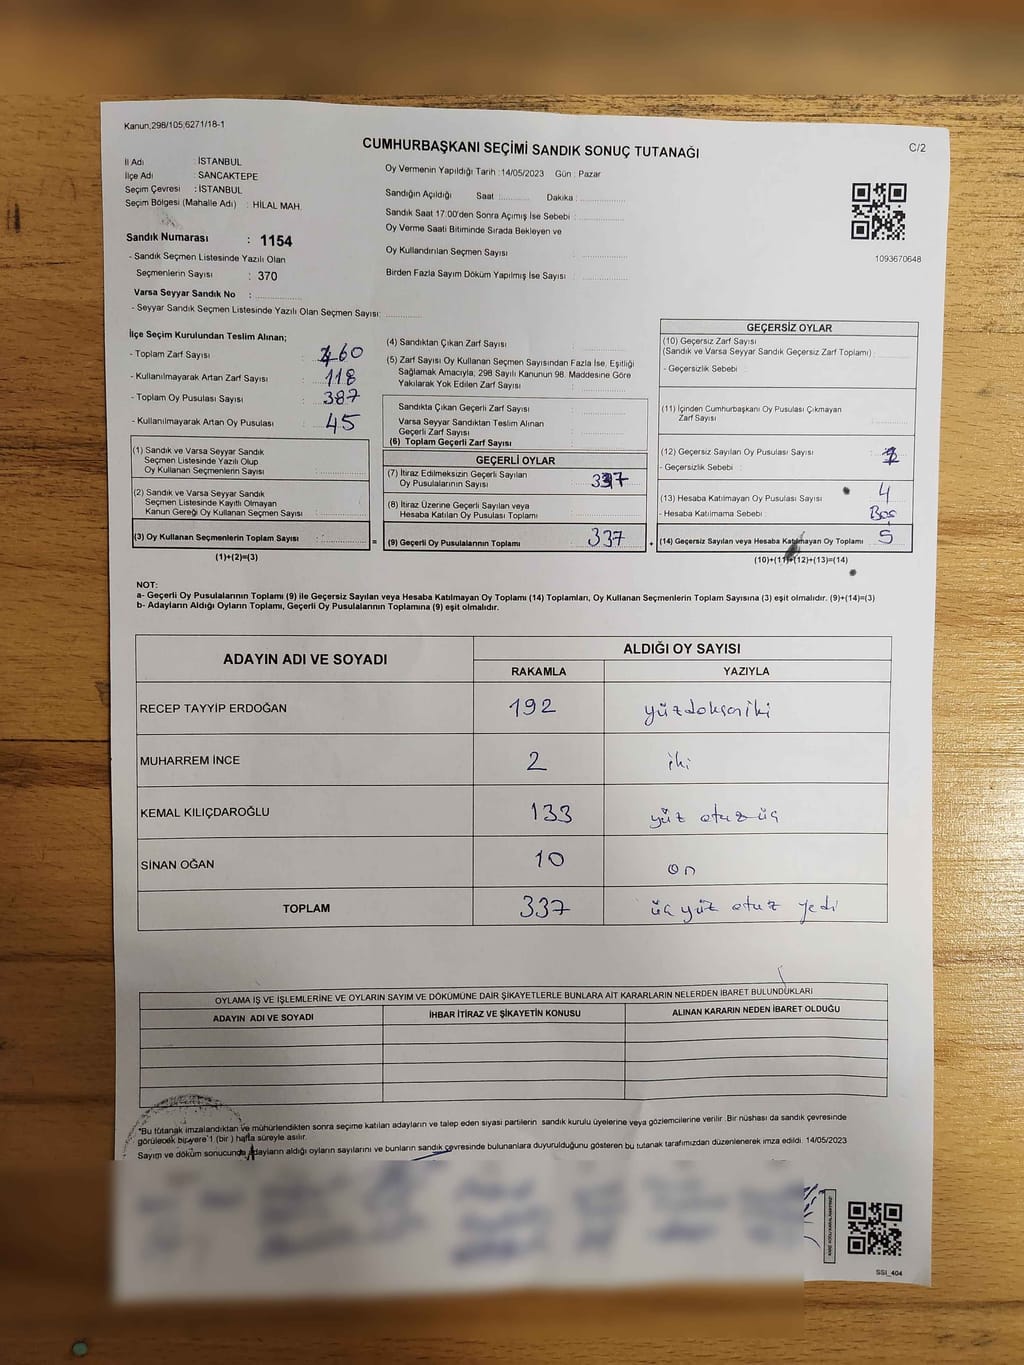 Kanun;298/105,6271/18-1
CUMHURBAŞKANI SEÇİMİ SANDIK SONUÇ TUTANAĞI
C/2
İl Adı : İSTANBUL
İlçe Adı : SANCAKTEPE
Seçim Çevresi : İSTANBUL
Seçim Bölgesi (Mahalle Adı) : HİLAL MAH.
Oy Vermenin Yapıldığı Tarih :14/05/2023 Gün : Pazar
Sandığın Açıldığı Saat :............ Dakika :................
Sandık Saat 17:00'den Sonra Açımış İse Sebebi :................
Oy Verme Saati Bitiminde Sırada Bekleyen ve
Oy Kullandırılan Seçmen Sayısı :................
Birden Fazla Sayım Döküm Yapılmış İse Sayısı :................
1093670648
Sandık Numarası : 1154
- Sandık Seçmen Listesinde Yazılı Olan
Seçmenlerin Sayısı : 370
Varsa Seyyar Sandık No :................
- Seyyar Sandık Seçmen Listesinde Yazılı Olan Seçmen Sayısı:............
İlçe Seçim Kurulundan Teslim Alınan;
- Toplam Zarf Sayısı : 460
- Kullanılmayarak Artan Zarf Sayısı : 118
- Toplam Oy Pusulası Sayısı : 387
- Kullanılmayarak Artan Oy Pusulası : 45
(1) Sandık ve Varsa Seyyar Sandık
Seçmen Listesinde Yazılı Olup
Oy Kullanan Seçmenlerin Sayısı :................
(2) Sandık ve Varsa Seyyar Sandık
Seçmen Listesinde Kayıtlı Olmayan
Kanun Gereği Oy Kullanan Seçmen Sayısı :................
(3) Oy Kullanan Seçmenlerin Toplam Sayısı :................ =
(1)+(2)=(3)
(4) Sandıktan Çıkan Zarf Sayısı :................
(5) Zarf Sayısı Oy Kullanan Seçmen Sayısından Fazla İse, Eşitliği
Sağlamak Amacıyla; 298 Sayılı Kanunun 98. Maddesine Göre
Yakılarak Yok Edilen Zarf Sayısı :................
Sandıkta Çıkan Geçerli Zarf Sayısı :................
Varsa Seyyar Sandıktan Teslim Alınan
Geçerli Zarf Sayısı :................
(6) Toplam Geçerli Zarf Sayısı :................
GEÇERLİ OYLAR
(7) İtiraz Edilmeksizin Geçerli Sayılan
Oy Pusulalarının Sayısı : 337
(8) İtiraz Üzerine Geçerli Sayılan veya
Hesaba Katılan Oy Pusulası Toplamı :................
(9) Geçerli Oy Pusulalarının Toplamı : 337 +
GEÇERSİZ OYLAR
(10) Geçersiz Zarf Sayısı
(Sandık ve Varsa Seyyar Sandık Geçersiz Zarf Toplamı) :............
- Geçersizlik Sebebi :
(11) İçinden Cumhurbaşkanı Oy Pusulası Çıkmayan
Zarf Sayısı :............
(12) Geçersiz Sayılan Oy Pusulası Sayısı :
- Geçersizlik Sebebi :
(13) Hesaba Katılmayan Oy Pusulası Sayısı : 4
- Hesaba Katılmama Sebebi : Boş
(14) Geçersiz Sayılan veya Hesaba Katılmayan Oy Toplamı : 5
(10)+(11)+(12)+(13)=(14)
NOT:
a- Geçerli Oy Pusulalarının Toplamı (9) ile Geçersiz Sayılan veya Hesaba Katılmayan Oy Toplamı (14) Toplamları, Oy Kullanan Seçmenlerin Toplam Sayısına (3) eşit olmalıdır. (9)+(14)=(3)
b- Adayların Aldığı Oyların Toplamı, Geçerli Oy Pusulalarının Toplamına (9) eşit olmalıdır.
ADAYIN ADI VE SOYADI
ALDIĞI OY SAYISI
RAKAMLA YAZIYLA
RECEP TAYYİP ERDOĞAN 192 yüzdoksaniki
MUHARREM İNCE 2 iki
KEMAL KILIÇDAROĞLU 133 yüz otuz üç
SİNAN OĞAN 10 on
TOPLAM 337 üç yüz otuz yedi
OYLAMA İŞ VE İŞLEMLERİNE VE OYLARIN SAYIM VE DÖKÜMÜNE DAİR ŞİKAYETLERLE BUNLARA AİT KARARLARIN NELERDEN İBARET BULUNDUKLARI
ADAYIN ADI VE SOYADI İHBAR İTİRAZ VE ŞİKAYETİN KONUSU ALINAN KARARIN NEDEN İBARET OLDUĞU
"Bu tutanak imzalandıktan ve mühürlendikten sonra seçime katılan adayların ve talep eden siyasi partilerin sandık kurulu üyelerine veya gözlemcilerine verilir. Bir nüshası da sandık çevresinde
görülecek bir yere 1 (bir ) hafta süreyle asılır.
Sayım ve döküm sonucunda adayların aldığı oyların sayılarını ve bunların sandık çevresinde bulunanlara duyurulduğunu gösteren bu tutanak tarafımızdan düzenlenerek imza edildi. 14/05/2023
SSI_404